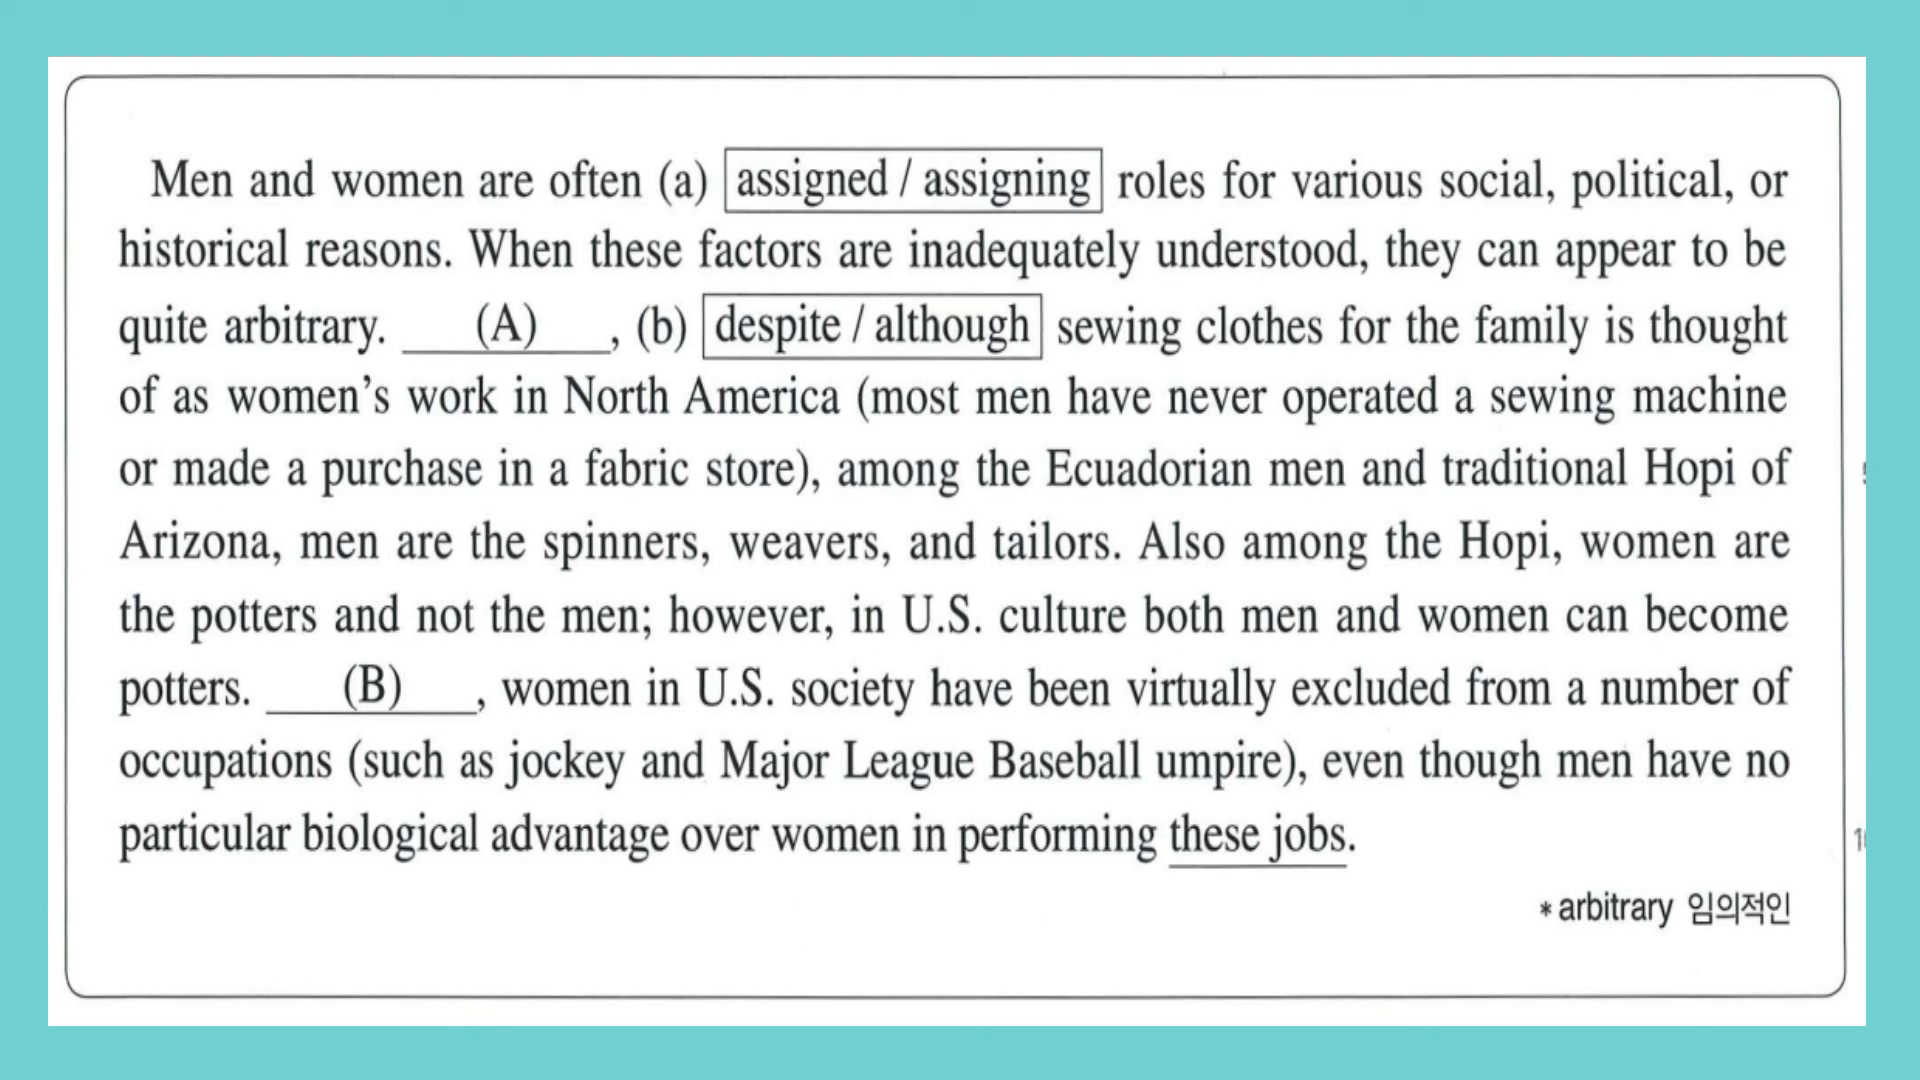 Men and women are often (a) assigned / assigning roles for various social, political, or
historical reasons. When these factors are inadequately understood, they can appear to be
quite arbitrary. (A) , (b) despite / although sewing clothes for the family is thought
of as women's work in North America (most men have never operated a sewing machine
or made a purchase in a fabric store), among the Ecuadorian men and traditional Hopi of
Arizona, men are the spinners, weavers, and tailors. Also among the Hopi, women are
the potters and not the men; however, in U.S. culture both men and women can become
potters. (B) , women in U.S. society have been virtually excluded from a number of
occupations (such as jockey and Major League Baseball umpire), even though men have no
particular biological advantage over women in performing these jobs.
* arbitrary 임의적인